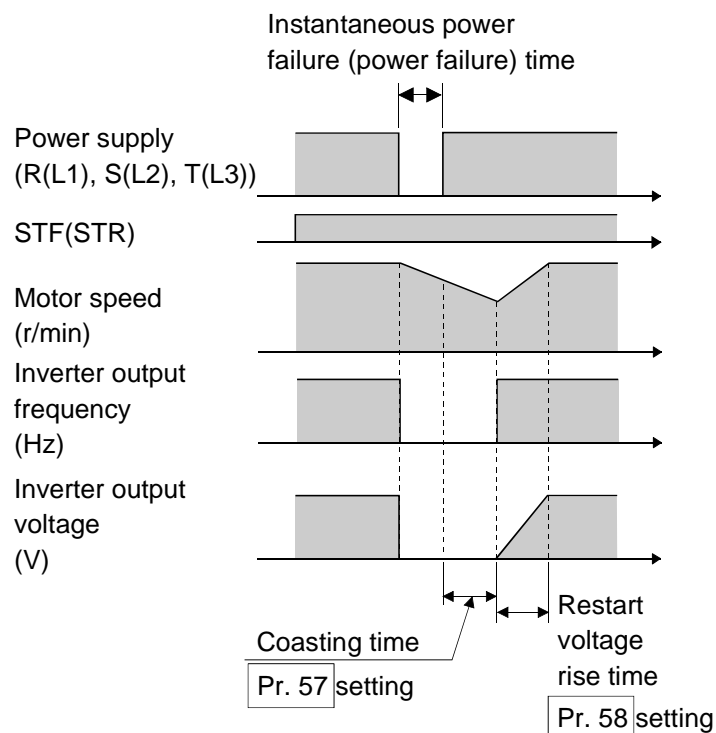 Instantaneous power
failure (power failure) time
Power supply
(R(L1), S(L2), T(L3))
STF(STR)
Motor speed
(r/min)
Inverter output
frequency
(Hz)
Inverter output
voltage
(V)
Coasting time
Pr. 57 setting
Restart
voltage
rise time
Pr. 58 setting